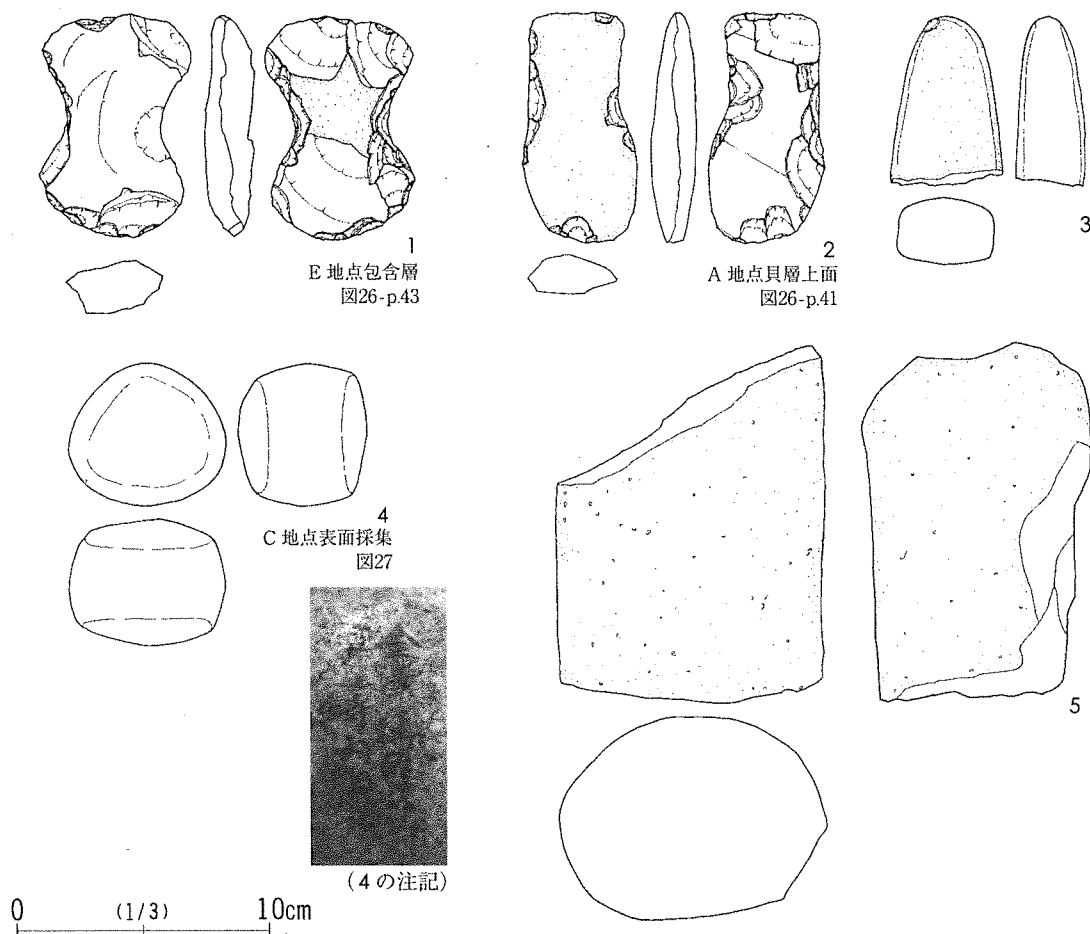 1
E 地点包含層
図26-p.43
2
A 地点貝層上面
図26-p.41
3
4
C 地点表面採集
図27
(4 の注記)
5
0 (1/3) 10cm